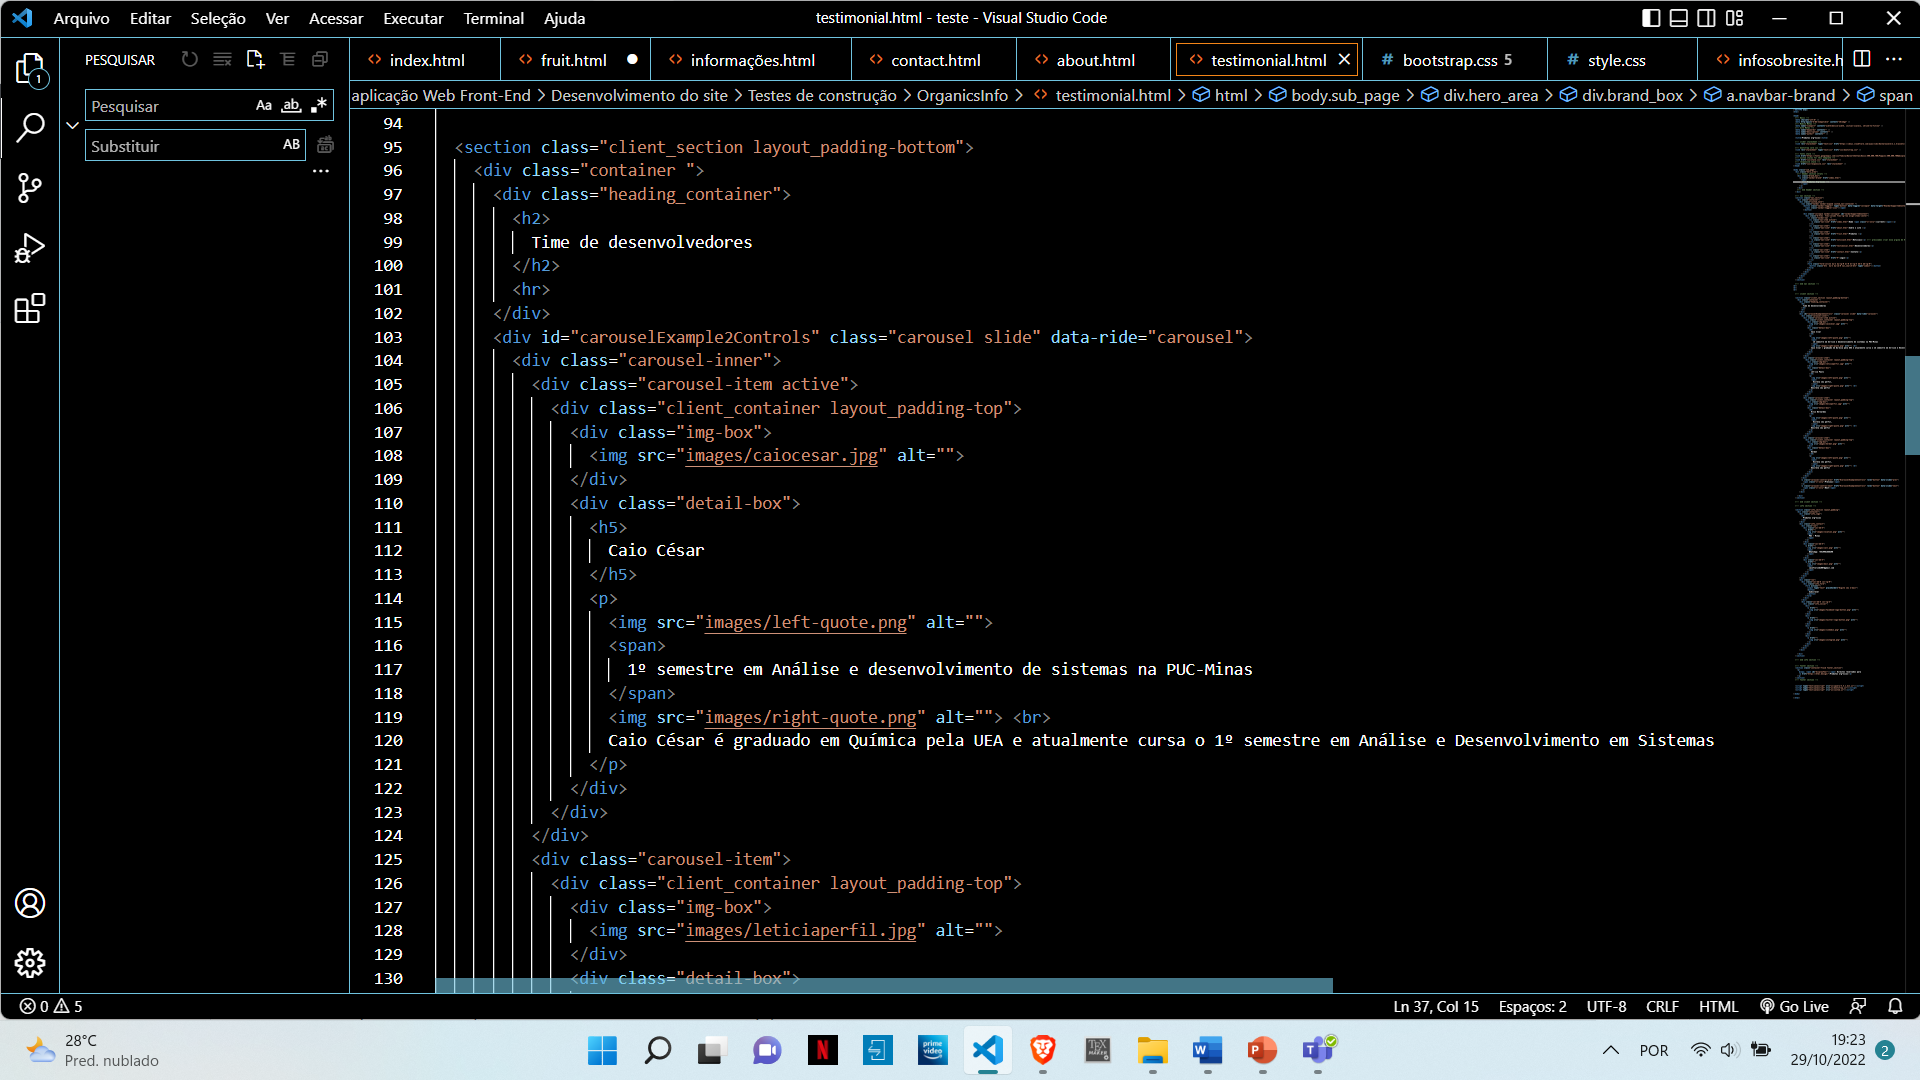 Arquivo Editar Seleção Ver Acessar Executar Terminal Ajuda
testimonial.html - teste - Visual Studio Code
PESQUISAR
index.html
fruit.html
informações.html
contact.html
about.html
testimonial.html
# bootstrap.css 5
# style.css
infosobresite.h
Pesquisar
Aa ab
Substituir
AB
1
aplicação Web Front-End > Desenvolvimento do site > Testes de construção > OrganicsInfo > testimonial.html > html > body.sub_page > div.hero_area > div.brand_box > a.navbar-brand > span
94
95 <section class="client_section layout_padding-bottom">
96 <div class="container ">
97 <div class="heading_container">
98 <h2>
99 Time de desenvolvedores
100 </h2>
101 <hr>
102 </div>
103 <div id="carouselExample2Controls" class="carousel slide" data-ride="carousel">
104 <div class="carousel-inner">
105 <div class="carousel-item active">
106 <div class="client_container layout_padding-top">
107 <div class="img-box">
108 <img src="images/caiocesar.jpg" alt="">
109 </div>
110 <div class="detail-box">
111 <h5>
112 Caio César
113 </h5>
114 <p>
115 <img src="images/left-quote.png" alt="">
116 <span>
117 1º semestre em Análise e desenvolvimento de sistemas na PUC-Minas
118 </span>
119 <img src="images/right-quote.png" alt=""> <br>
120 Caio César é graduado em Química pela UEA e atualmente cursa o 1º semestre em Análise e Desenvolvimento em Sistemas
121 </p>
122 </div>
123 </div>
124 </div>
125 <div class="carousel-item">
126 <div class="client_container layout_padding-top">
127 <div class="img-box">
128 <img src="images/leticiaperfil.jpg" alt="">
129 </div>
130 <div class="detail-box">
0 5
Ln 37, Col 15 Espaços: 2 UTF-8 CRLF HTML Go Live
28°C
Pred. nublado
N
prime video
TEX MAKER
W
P
T
POR
19:23
29/10/2022
2